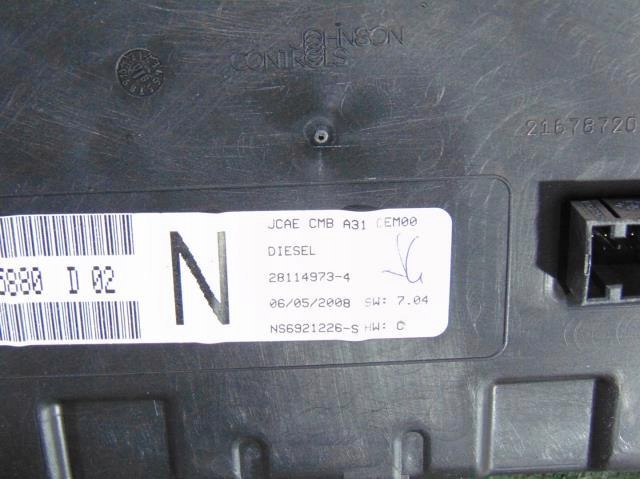 JOHNSON
CONTROLS
21678720
JCAE CMB A31 CEM00
DIESEL
28114973-4
06/05/2008 SW: 7.04
NS6921226-S HW: C
N
5880 D 02